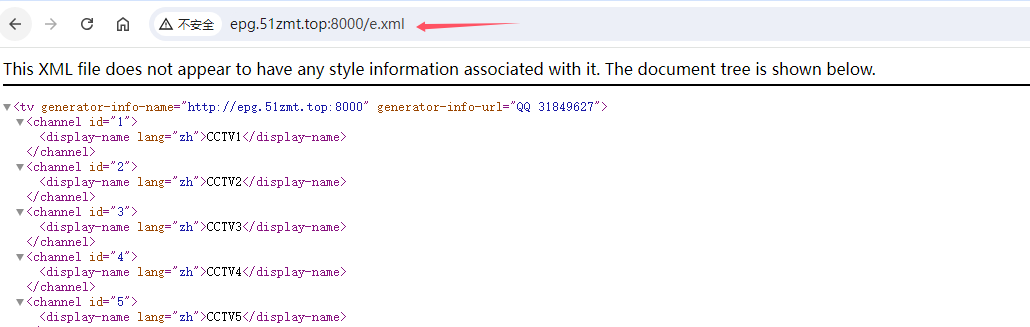 不安全 epg.51zmt.top:8000/e.xml
This XML file does not appear to have any style information associated with it. The document tree is shown below.
▼<tv generator-info-name="http://epg.51zmt.top:8000" generator-info-url="QQ 31849627">
▼<channel id="1">
<display-name lang="zh">CCTV1</display-name>
</channel>
▼<channel id="2">
<display-name lang="zh">CCTV2</display-name>
</channel>
▼<channel id="3">
<display-name lang="zh">CCTV3</display-name>
</channel>
▼<channel id="4">
<display-name lang="zh">CCTV4</display-name>
</channel>
▼<channel id="5">
<display-name lang="zh">CCTV5</display-name>